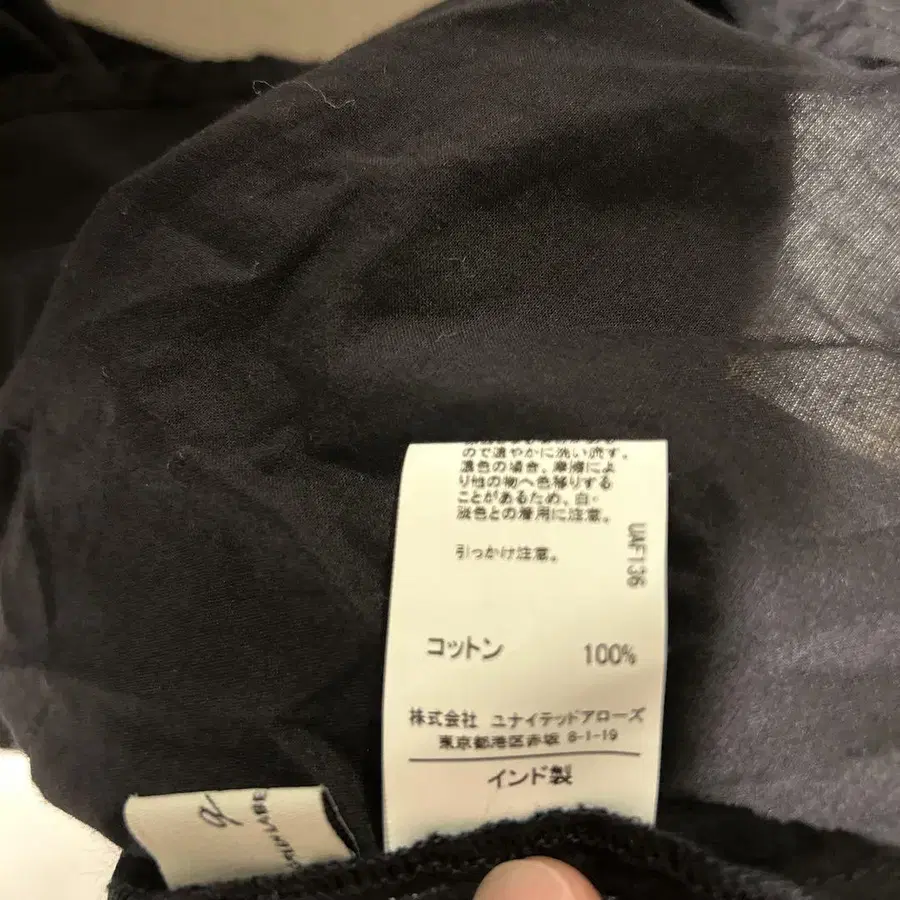 ので速やかに洗い流す。
濃色の場合、摩擦によ
り他の物へ色移りする
ことがあるため、白・
淡色との着用に注意。
引っかけ注意。
UAF136
コットン 100%
株式会社 ユナイテッドアローズ
東京都港区赤坂 8-1-19
インド製
g